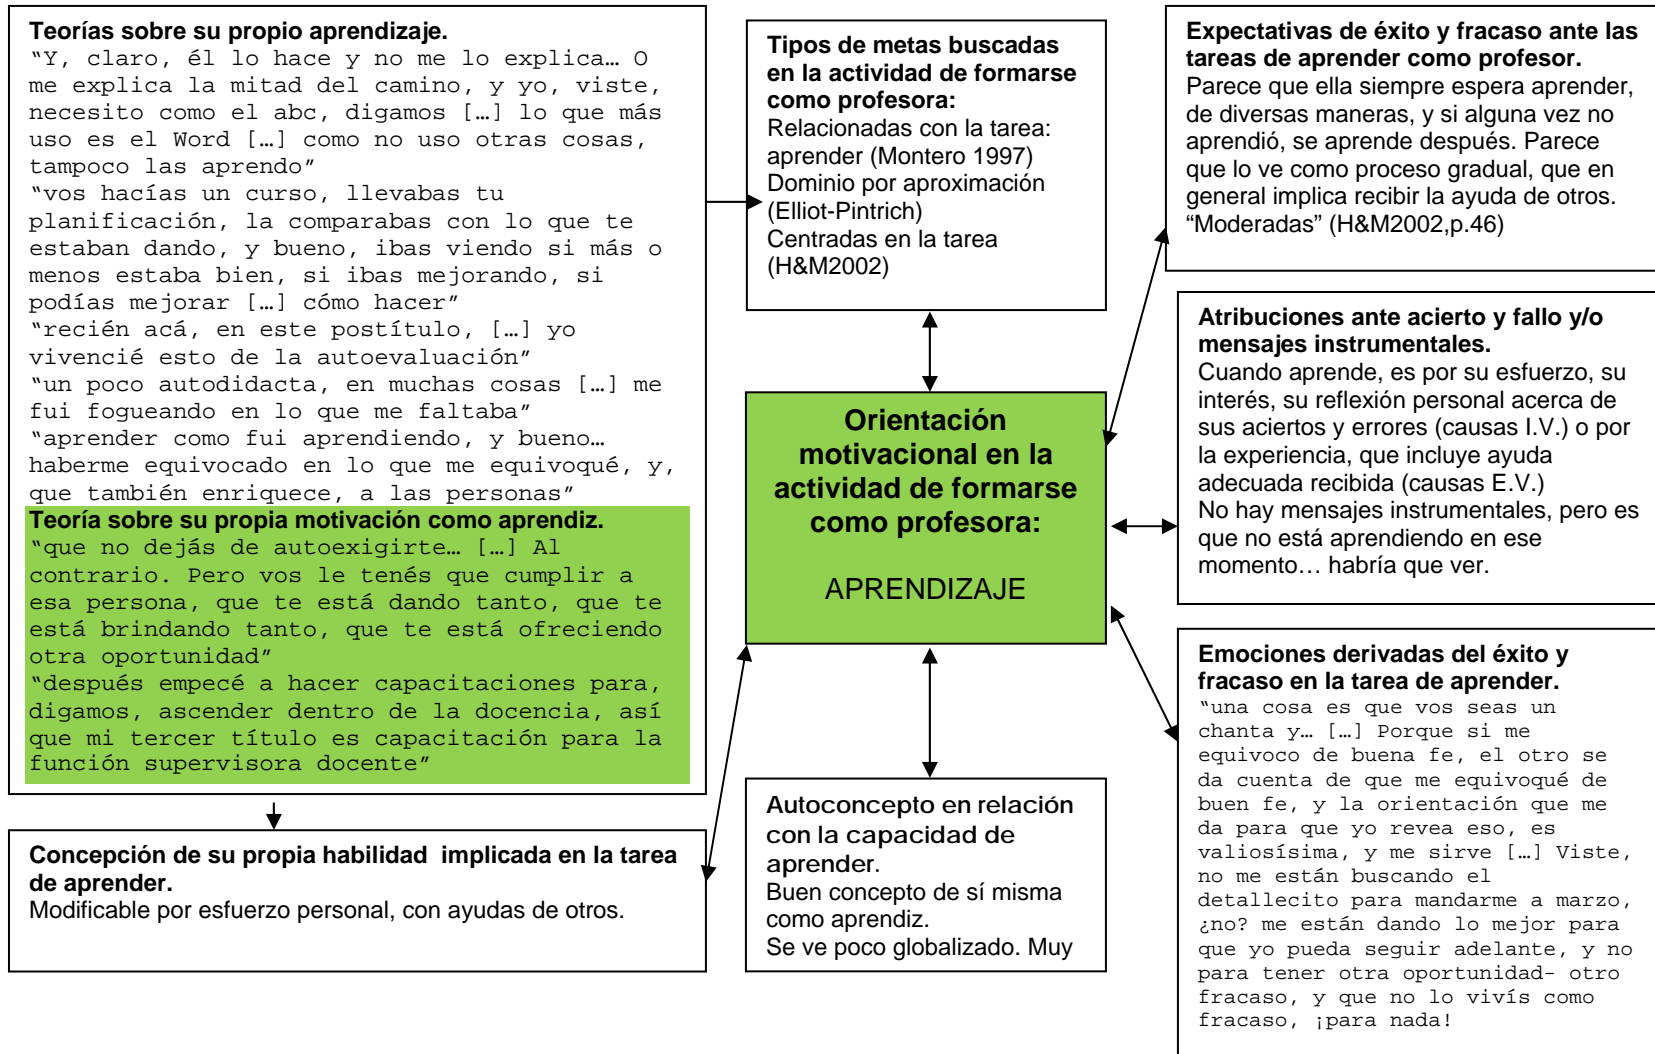 Teorías sobre su propio aprendizaje.
“Y, claro, él lo hace y no me lo explica… O
me explica la mitad del camino, y yo, viste,
necesito como el abc, digamos […] lo que más
uso es el Word […] como no uso otras cosas,
tampoco las aprendo”
“vos hacías un curso, llevabas tu
planificación, la comparabas con lo que te
estaban dando, y bueno, ibas viendo si más o
menos estaba bien, si ibas mejorando, si
podías mejorar […] cómo hacer”
“recién acá, en este postítulo, […] yo
vivencié esto de la autoevaluación”
“un poco autodidacta, en muchas cosas […] me
fui fogueando en lo que me faltaba”
“aprender como fui aprendiendo, y bueno…
haberme equivocado en lo que me equivoqué, y,
que también enriquece, a las personas”
Teoría sobre su propia motivación como aprendiz.
“que no dejás de autoexigirte… […] Al
contrario. Pero vos le tenés que cumplir a
esa persona, que te está dando tanto, que te
está brindando tanto, que te está ofreciendo
otra oportunidad”
“después empecé a hacer capacitaciones para,
digamos, ascender dentro de la docencia, así
que mi tercer título es capacitación para la
función supervisora docente”
Concepción de su propia habilidad implicada en la tarea
de aprender.
Modificable por esfuerzo personal, con ayudas de otros.
Tipos de metas buscadas
en la actividad de formarse
como profesora:
Relacionadas con la tarea:
aprender (Montero 1997)
Dominio por aproximación
(Elliot-Pintrich)
Centradas en la tarea
(H&M2002)
Orientación
motivacional en la
actividad de formarse
como profesora:
APRENDIZAJE
Autoconcepto en relación
con la capacidad de
aprender.
Buen concepto de sí misma
como aprendiz.
Se ve poco globalizado. Muy
Expectativas de éxito y fracaso ante las
tareas de aprender como profesor.
Parece que ella siempre espera aprender,
de diversas maneras, y si alguna vez no
aprendió, se aprende después. Parece
que lo ve como proceso gradual, que en
general implica recibir la ayuda de otros.
“Moderadas” (H&M2002,p.46)
Atribuciones ante acierto y fallo y/o
mensajes instrumentales.
Cuando aprende, es por su esfuerzo, su
interés, su reflexión personal acerca de
sus aciertos y errores (causas I.V.) o por
la experiencia, que incluye ayuda
adecuada recibida (causas E.V.)
No hay mensajes instrumentales, pero es
que no está aprendiendo en ese
momento… habría que ver.
Emociones derivadas del éxito y
fracaso en la tarea de aprender.
“una cosa es que vos seas un
chanta y… […] Porque si me
equivoco de buena fe, el otro se
da cuenta de que me equivoqué de
buen fe, y la orientación que me
da para que yo revea eso, es
valiosísima, y me sirve […] Viste,
no me están buscando el
detallecito para mandarme a marzo,
¿no? me están dando lo mejor para
que yo pueda seguir adelante, y no
para tener otra oportunidad- otro
fracaso, y que no lo vivís como
fracaso, ¡para nada!